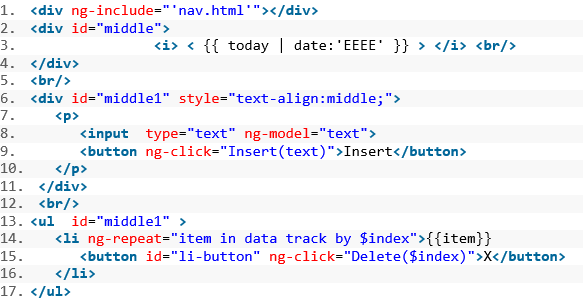 1. <div ng-include="'nav.html'"></div>
2. <div id="middle">
3. <i> < {{ today | date:'EEEE' }} > </i> <br/>
4. </div>
5. <br/>
6. <div id="middle1" style="text-align:middle;">
7. <p>
8. <input type="text" ng-model="text">
9. <button ng-click="Insert(text)">Insert</button>
10. </p>
11. </div>
12. <br/>
13. <ul id="middle1" >
14. <li ng-repeat="item in data track by $index">{{item}}
15. <button id="li-button" ng-click="Delete($index)">X</button>
16. </li>
17. </ul>